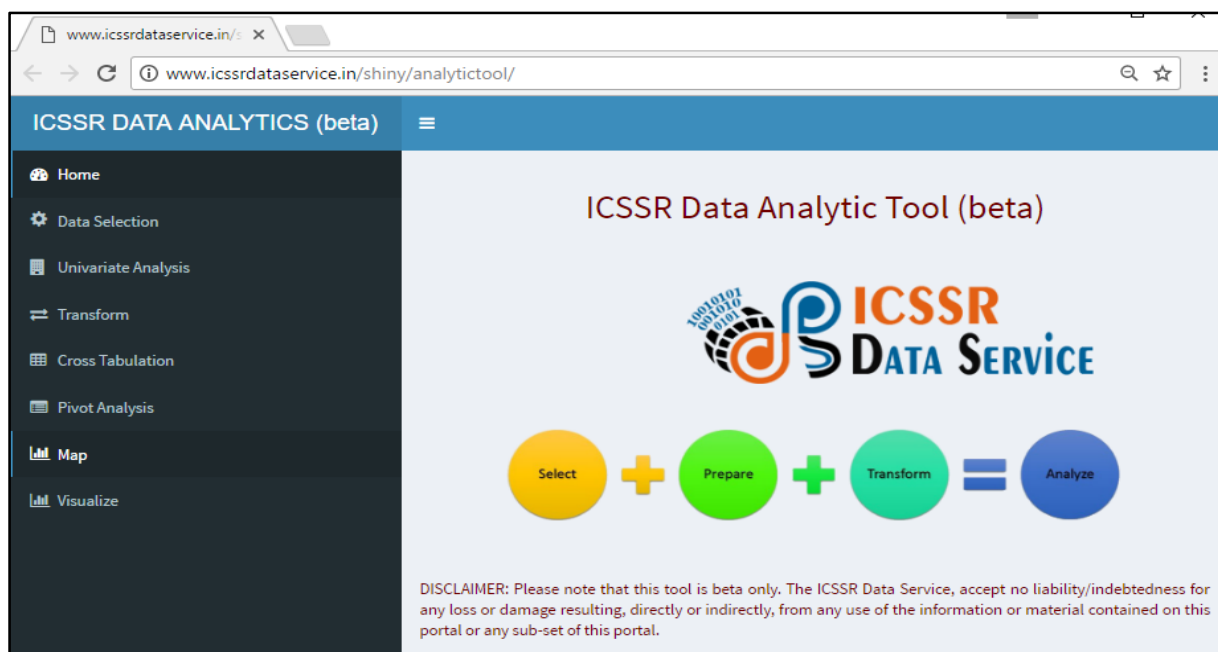 www.icssrdataservice.in/s
www.icssrdataservice.in/shiny/analytictool/
ICSSR DATA ANALYTICS (beta)
Home
Data Selection
Univariate Analysis
Transform
Cross Tabulation
Pivot Analysis
Map
Visualize
ICSSR Data Analytic Tool (beta)
10010101
001010
0101
ICSSR
DATA SERVICE
Select
Prepare
Transform
Analyze
DISCLAIMER: Please note that this tool is beta only. The ICSSR Data Service, accept no liability/indebtedness for
any loss or damage resulting, directly or indirectly, from any use of the information or material contained on this
portal or any sub-set of this portal.